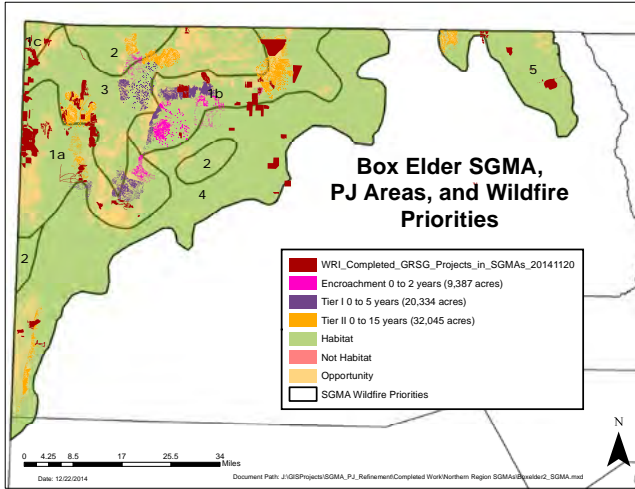 1c
2
3
1b
1a
2
4
2
5
Box Elder SGMA,
PJ Areas, and Wildfire
Priorities
WRI_Completed_GRSG_Projects_in_SGMAs_20141120
Encroachment 0 to 2 years (9,387 acres)
Tier I 0 to 5 years (20,334 acres)
Tier II 0 to 15 years (32,045 acres)
Habitat
Not Habitat
Opportunity
SGMA Wildfire Priorities
N
0 4.25 8.5 17 25.5 34
Miles
Date: 12/22/2014
Document Path: J:\GISProjects\SGMA_PJ_Refinement\Completed Work\Northern Region SGMAs\Boxelder2_SGMA.mxd